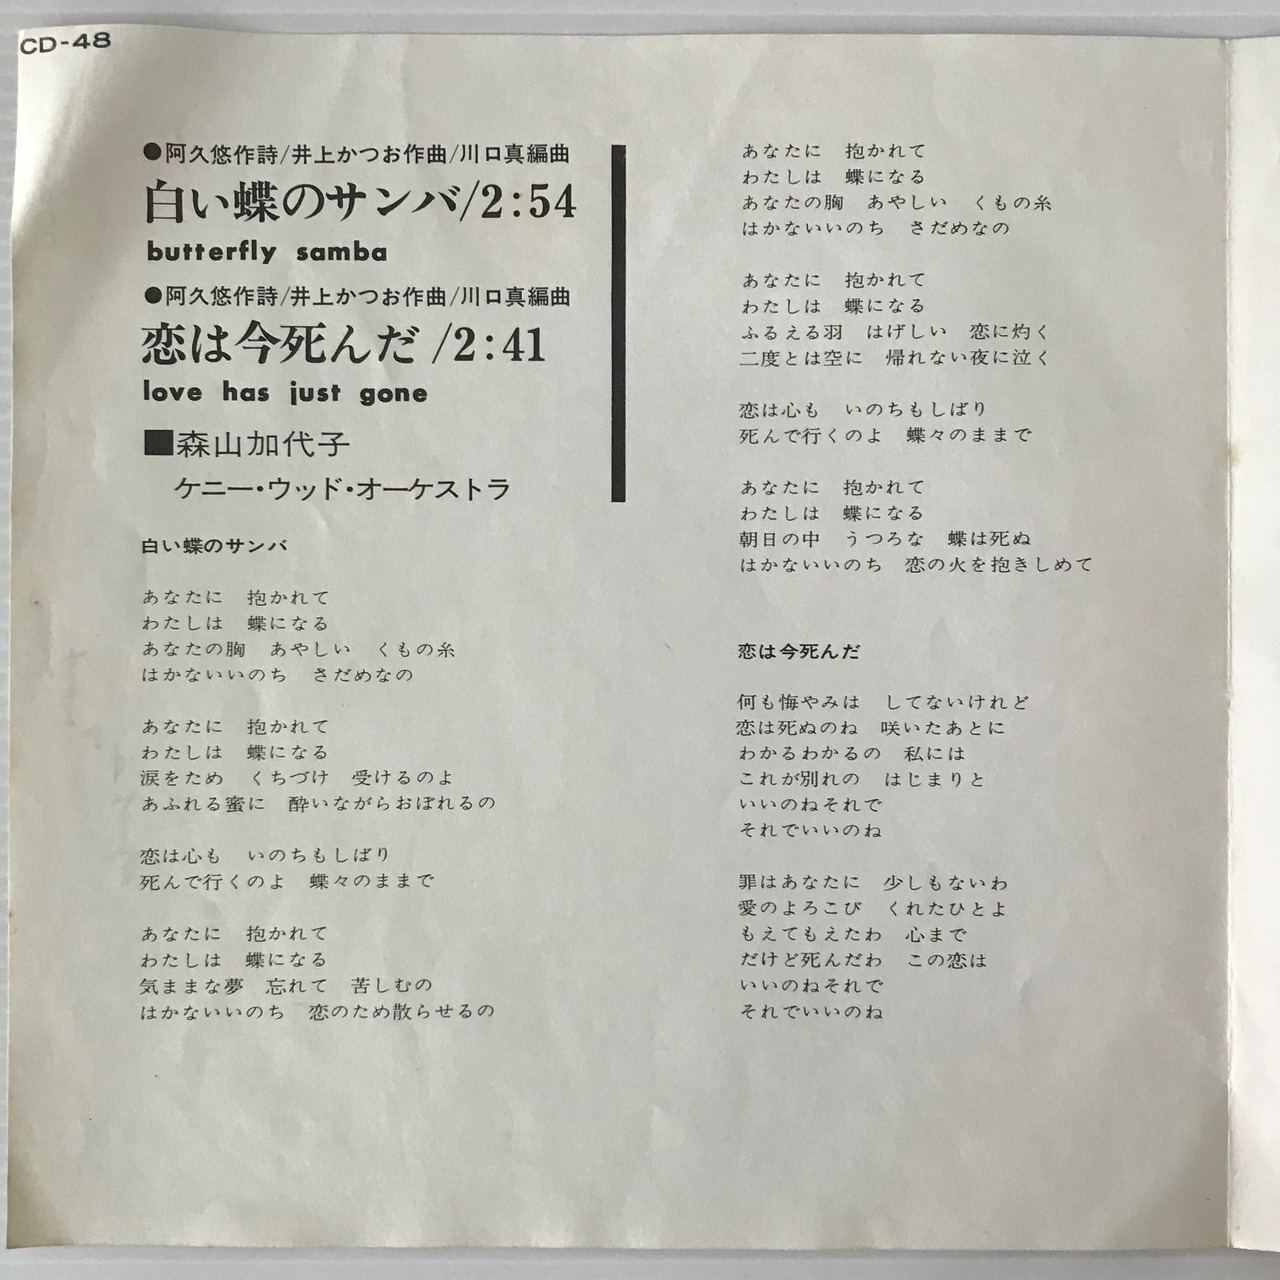 CD-48
●阿久悠作詩/井上かつお作曲/川口真編曲
白い蝶のサンバ/2:54
butterfly samba
●阿久悠作詩/井上かつお作曲/川口真編曲
恋は今死んだ/2:41
love has just gone
■森山加代子
ケニー・ウッド・オーケストラ
白い蝶のサンバ
あなたに　抱かれて
わたしは　蝶になる
あなたの胸　あやしい　くもの糸
はかないいのち　さだめなの
あなたに　抱かれて
わたしは　蝶になる
涙をため　くちづけ　受けるのよ
あふれる蜜に　酔いながらおぼれるの
恋は心も　いのちもしばり
死んで行くのよ　蝶々のままで
あなたに　抱かれて
わたしは　蝶になる
気ままな夢　忘れて　苦しむの
はかないいのち　恋のため散らせるの
あなたに　抱かれて
わたしは　蝶になる
あなたの胸　あやしい　くもの糸
はかないいのち　さだめなの
あなたに　抱かれて
わたしは　蝶になる
ふるえる羽　はげしい　恋に灼く
二度とは空に　帰れない夜に泣く
恋は心も　いのちもしばり
死んで行くのよ　蝶々のままで
あなたに　抱かれて
わたしは　蝶になる
朝日の中　うつろな　蝶は死ぬ
はかないいのち　恋の火を抱きしめて
恋は今死んだ
何も悔やみは　してないけれど
恋は死ぬのね　咲いたあとに
わかるわかるの　私には
これが別れの　はじまりと
いいのねそれで
それでいいのね
罪はあなたに　少しもないわ
愛のよろこび　くれたひとよ
もえてもえたわ　心まで
だけど死んだわ　この恋は
いいのねそれで
それでいいのね